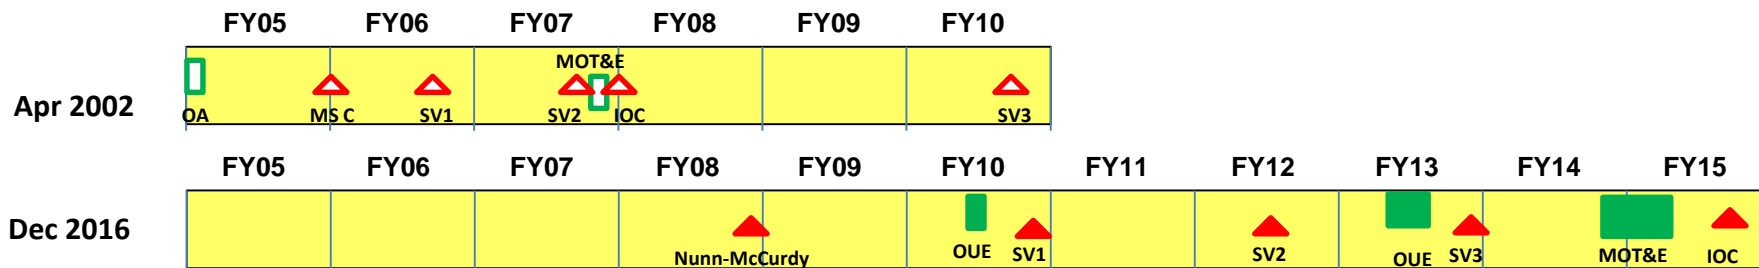 FY05 FY06 FY07 FY08 FY09 FY10
MOT&E
Apr 2002
OA MS C SV1 SV2 IOC SV3
FY05 FY06 FY07 FY08 FY09 FY10 FY11 FY12 FY13 FY14 FY15
Dec 2016
Nunn-McCurdy OUE SV1 SV2 OUE SV3 MOT&E IOC